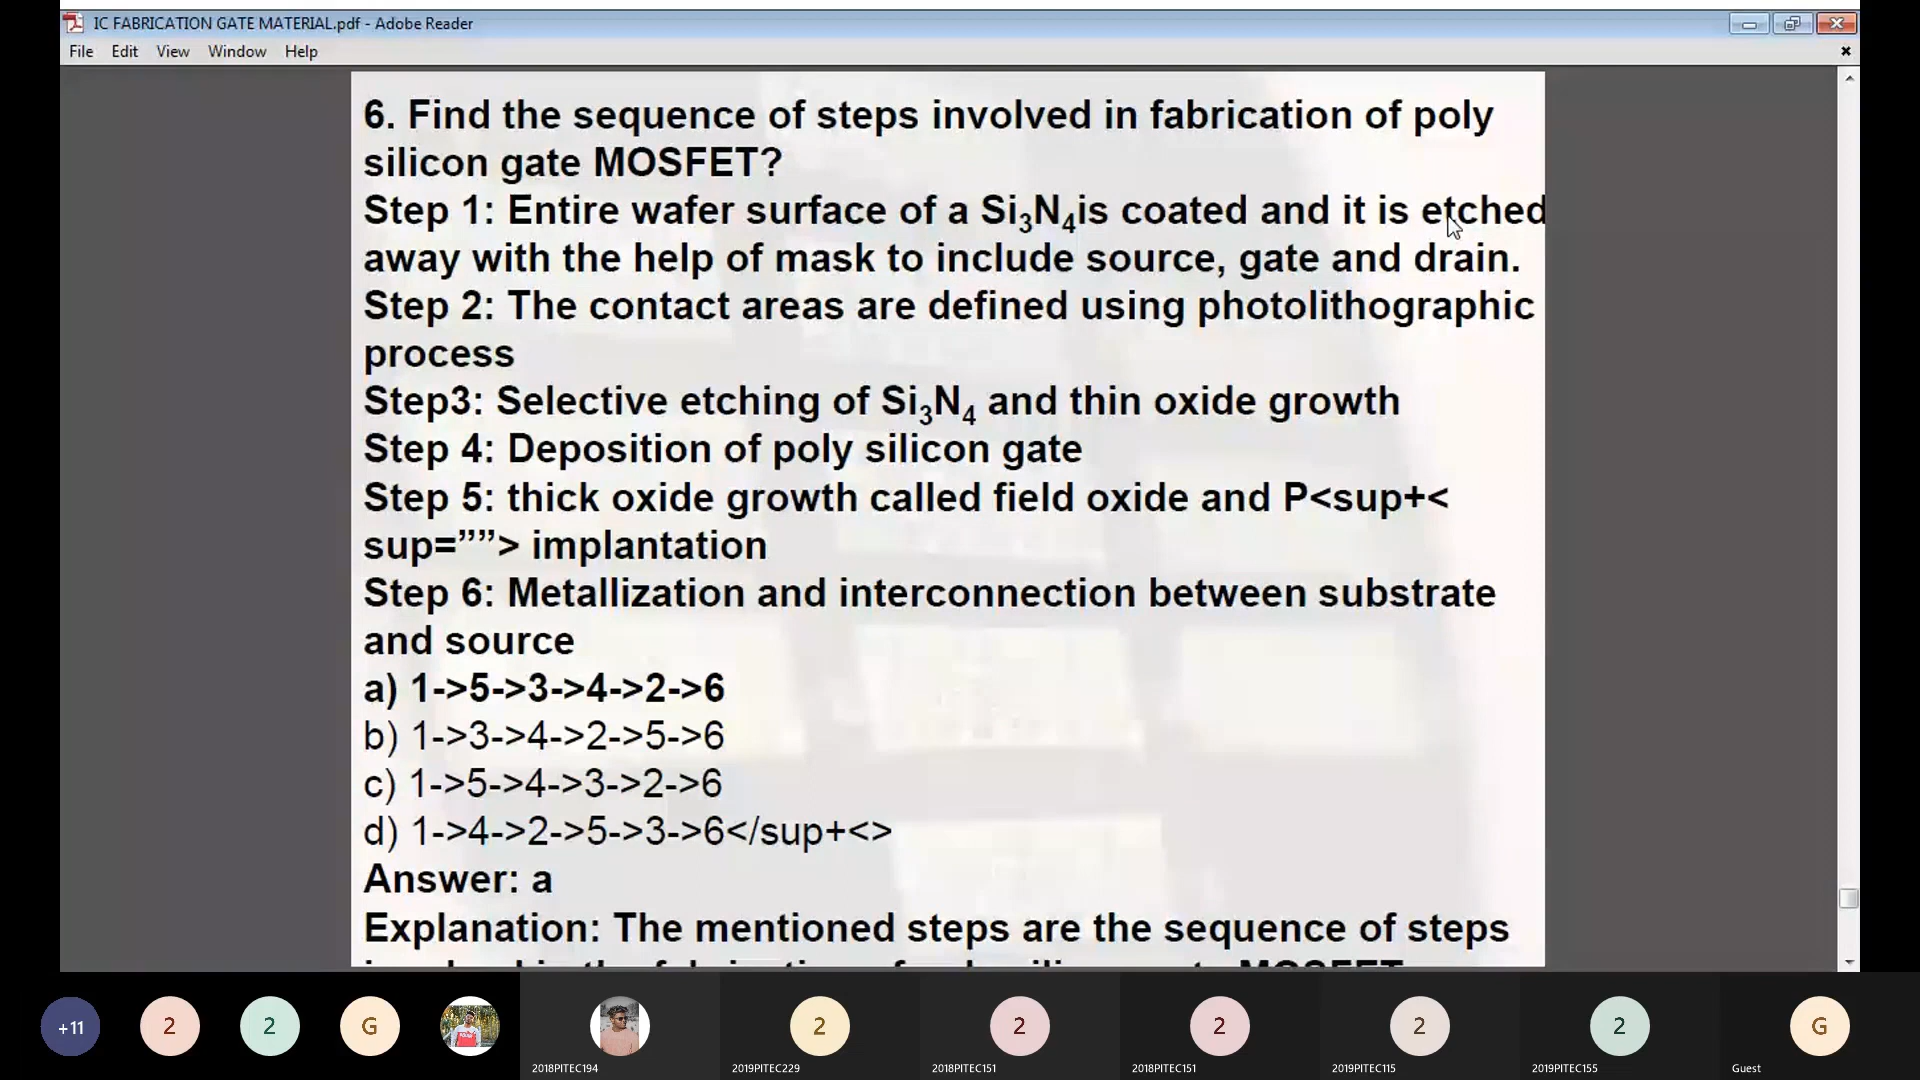 IC FABRICATION GATE MATERIAL.pdf - Adobe Reader
File Edit View Window Help
6. Find the sequence of steps involved in fabrication of poly
silicon gate MOSFET?
Step 1: Entire wafer surface of a Si₃N₄is coated and it is etched
away with the help of mask to include source, gate and drain.
Step 2: The contact areas are defined using photolithographic
process
Step3: Selective etching of Si₃N₄ and thin oxide growth
Step 4: Deposition of poly silicon gate
Step 5: thick oxide growth called field oxide and P<sup+<
sup=””> implantation
Step 6: Metallization and interconnection between substrate
and source
a) 1->5->3->4->2->6
b) 1->3->4->2->5->6
c) 1->5->4->3->2->6
d) 1->4->2->5->3->6</sup+<>
Answer: a
Explanation: The mentioned steps are the sequence of steps
+11 2 2 G 2 2 2 2 2 G
2018PITEC194 2019PITEC229 2018PITEC151 2018PITEC151 2019PITEC115 2019PITEC155 Guest